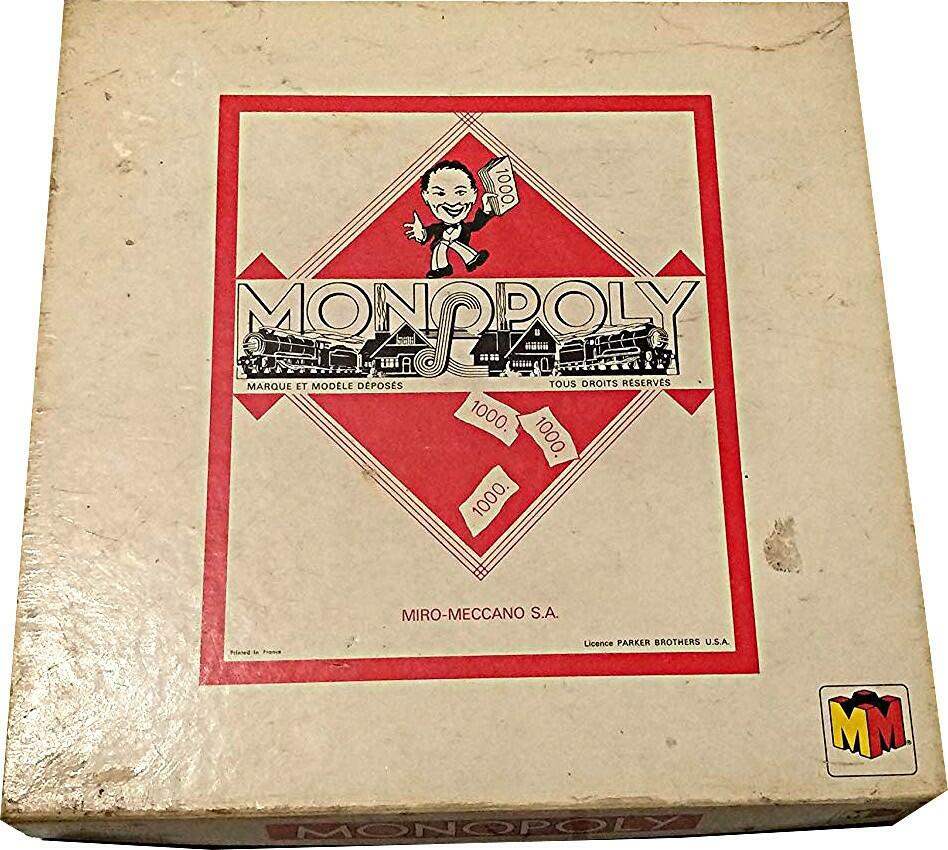 1000.
MONOPOLY
MARQUE ET MODÈLE DÉPOSÉS TOUS DROITS RÉSERVÉS
1000.
1000.
1000.
MIRO-MECCANO S.A.
Printed in France Licence PARKER BROTHERS U.S.A.
MM
MONOPOLY